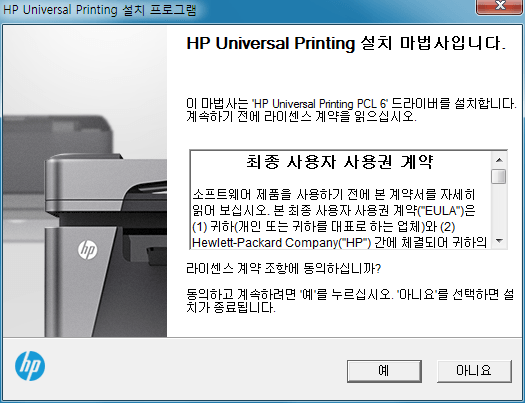 HP Universal Printing 설치 프로그램
HP Universal Printing 설치 마법사입니다.
이 마법사는 'HP Universal Printing PCL 6' 드라이버를 설치합니다.
계속하기 전에 라이센스 계약을 읽으십시오.
최종 사용자 사용권 계약
소프트웨어 제품을 사용하기 전에 본 계약서를 자세히
읽어 보십시오. 본 최종 사용자 사용권 계약("EULA")은
(1) 귀하(개인 또는 귀하를 대표로 하는 업체)와 (2)
Hewlett-Packard Company("HP") 간에 체결되어 귀하의
라이센스 계약 조항에 동의하십니까?
동의하고 계속하려면 '예'를 누르십시오. '아니요'를 선택하면 설
치가 종료됩니다.
hp
hp
예
아니요